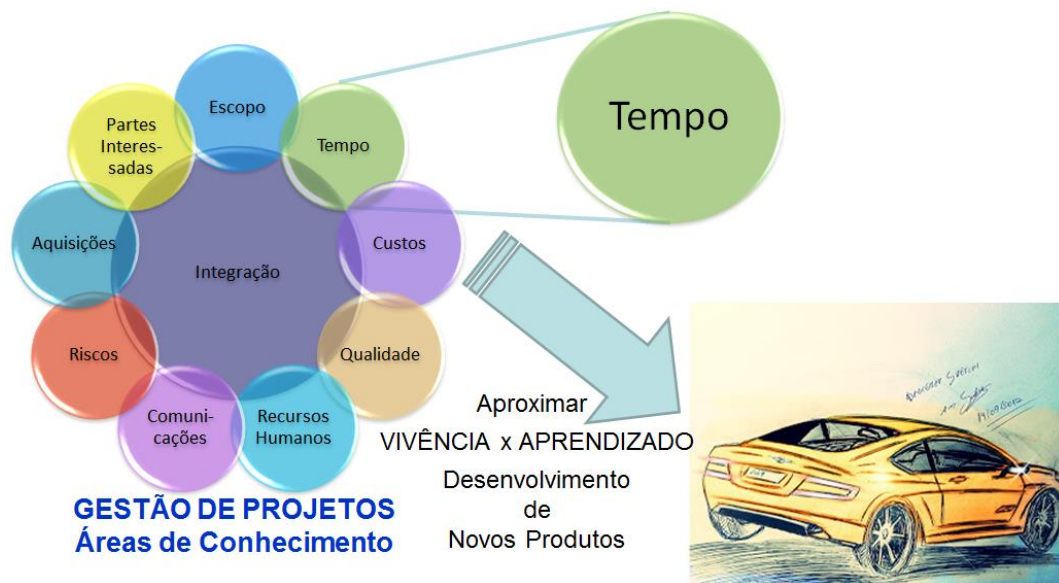 Escopo
Tempo
Custos
Qualidade
Recursos
Humanos
Comuni-
cações
Riscos
Aquisições
Partes
Interes-
sadas
Integração
Tempo
GESTÃO DE PROJETOS
Áreas de Conhecimento
Aproximar
VIVÊNCIA x APRENDIZADO
Desenvolvimento
de
Novos Produtos